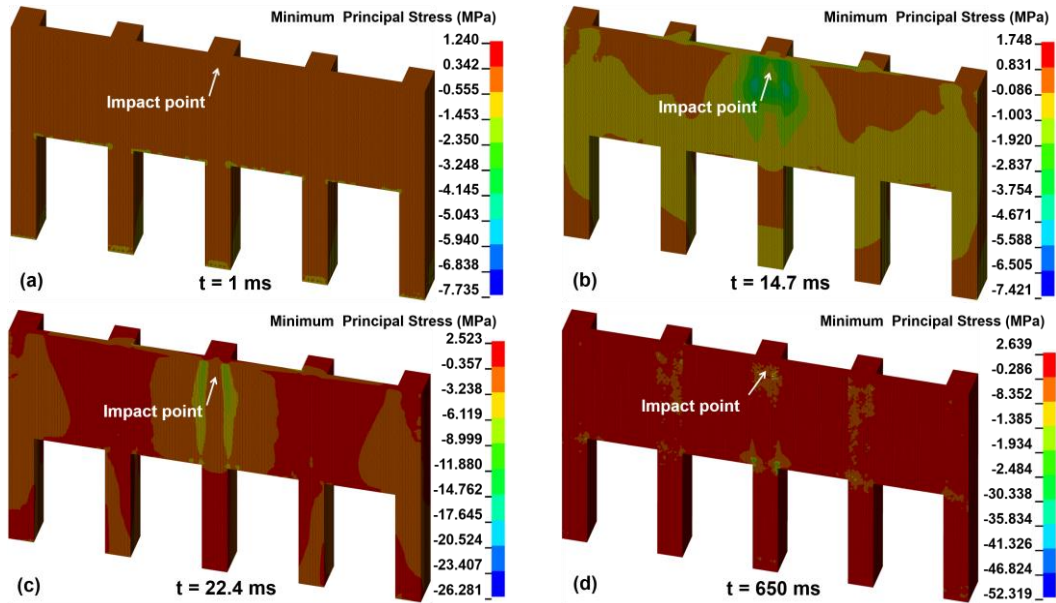 Minimum Principal Stress (MPa)
1.240
0.342
-0.555
-1.453
-2.350
-3.248
-4.145
-5.043
-5.940
-6.838
-7.735
Impact point
(a)
t = 1 ms
Minimum Principal Stress (MPa)
1.748
0.831
-0.086
-1.003
-1.920
-2.837
-3.754
-4.671
-5.588
-6.505
-7.421
Impact point
(b)
t = 14.7 ms
Minimum Principal Stress (MPa)
2.523
-0.357
-3.238
-6.119
-8.999
-11.880
-14.762
-17.645
-20.524
-23.407
-26.281
Impact point
(c)
t = 22.4 ms
Minimum Principal Stress (MPa)
2.639
-0.286
-8.352
-1.385
-1.934
-2.484
-30.338
-35.834
-41.326
-46.824
-52.319
Impact point
(d)
t = 650 ms